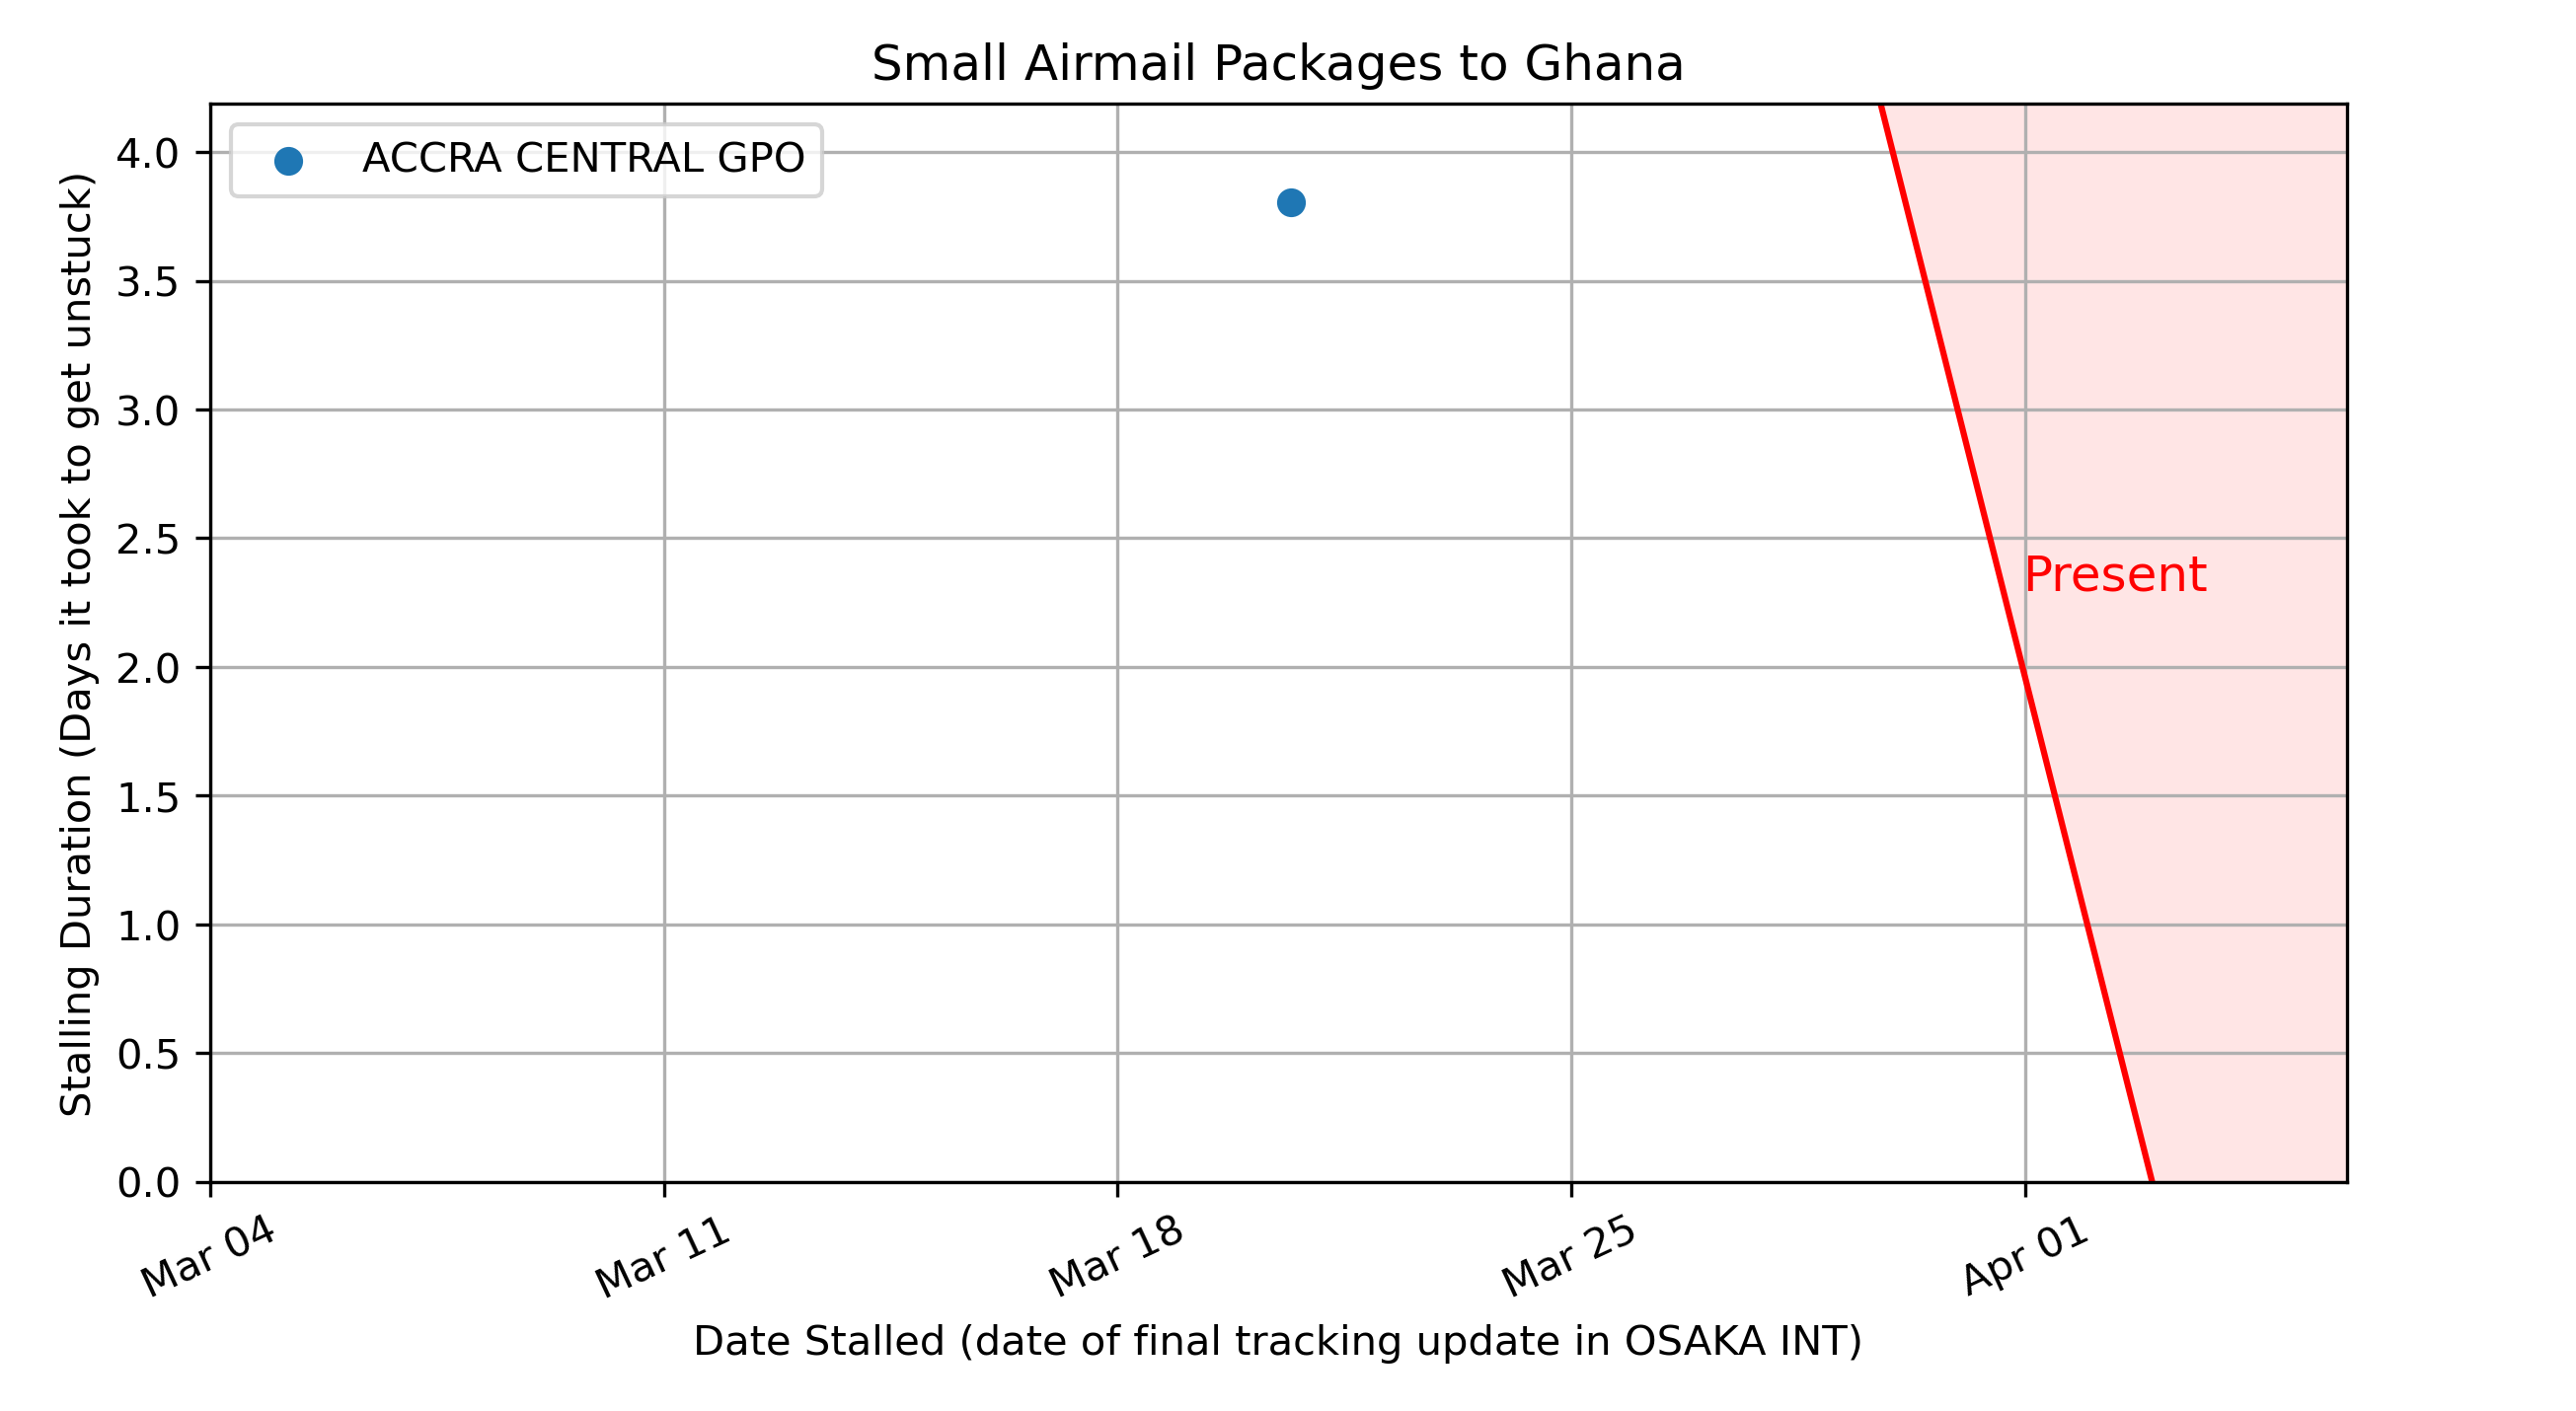 Small Airmail Packages to Ghana
ACCRA CENTRAL GPO
Stalling Duration (Days it took to get unstuck)
4.0
3.5
3.0
2.5
2.0
1.5
1.0
0.5
0.0
Present
Mar 04
Mar 11
Mar 18
Mar 25
Apr 01
Date Stalled (date of final tracking update in OSAKA INT)